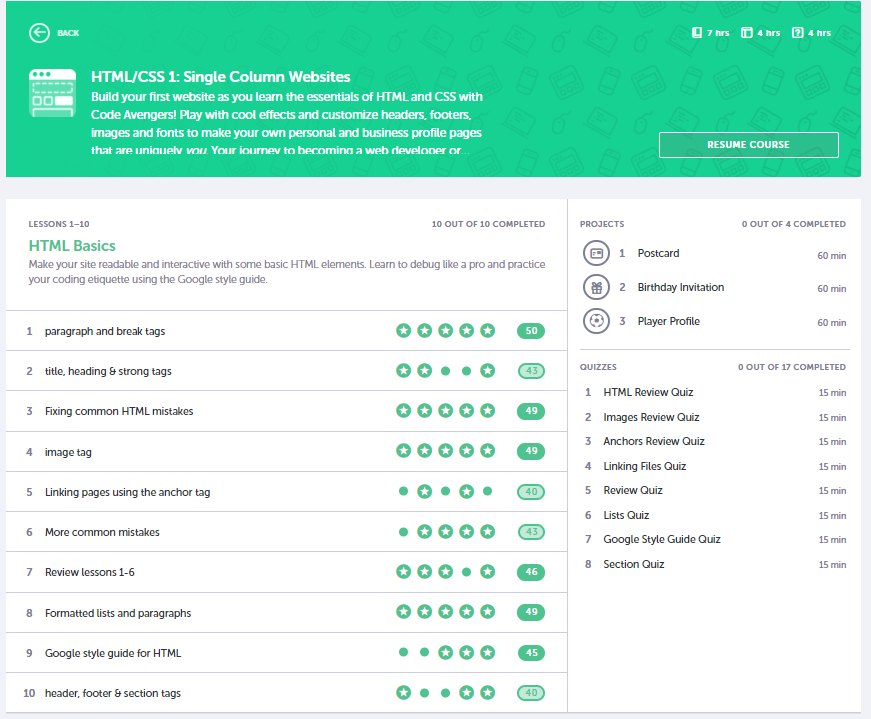 BACK
7 hrs 4 hrs 4 hrs
HTML/CSS 1: Single Column Websites
Build your first website as you learn the essentials of HTML and CSS with
Code Avengers! Play with cool effects and customize headers, footers,
images and fonts to make your own personal and business profile pages
that are uniquely you. Your journey to becoming a web developer or...
RESUME COURSE
LESSONS 1–10 10 OUT OF 10 COMPLETED
HTML Basics
Make your site readable and interactive with some basic HTML elements. Learn to debug like a pro and practice
your coding etiquette using the Google style guide.
1 paragraph and break tags 50
2 title, heading & strong tags 43
3 Fixing common HTML mistakes 49
4 image tag 49
5 Linking pages using the anchor tag 40
6 More common mistakes 43
7 Review lessons 1-6 46
8 Formatted lists and paragraphs 49
9 Google style guide for HTML 45
10 header, footer & section tags 40
PROJECTS 0 OUT OF 4 COMPLETED
1 Postcard 60 min
2 Birthday Invitation 60 min
3 Player Profile 60 min
QUIZZES 0 OUT OF 17 COMPLETED
1 HTML Review Quiz 15 min
2 Images Review Quiz 15 min
3 Anchors Review Quiz 15 min
4 Linking Files Quiz 15 min
5 Review Quiz 15 min
6 Lists Quiz 15 min
7 Google Style Guide Quiz 15 min
8 Section Quiz 15 min